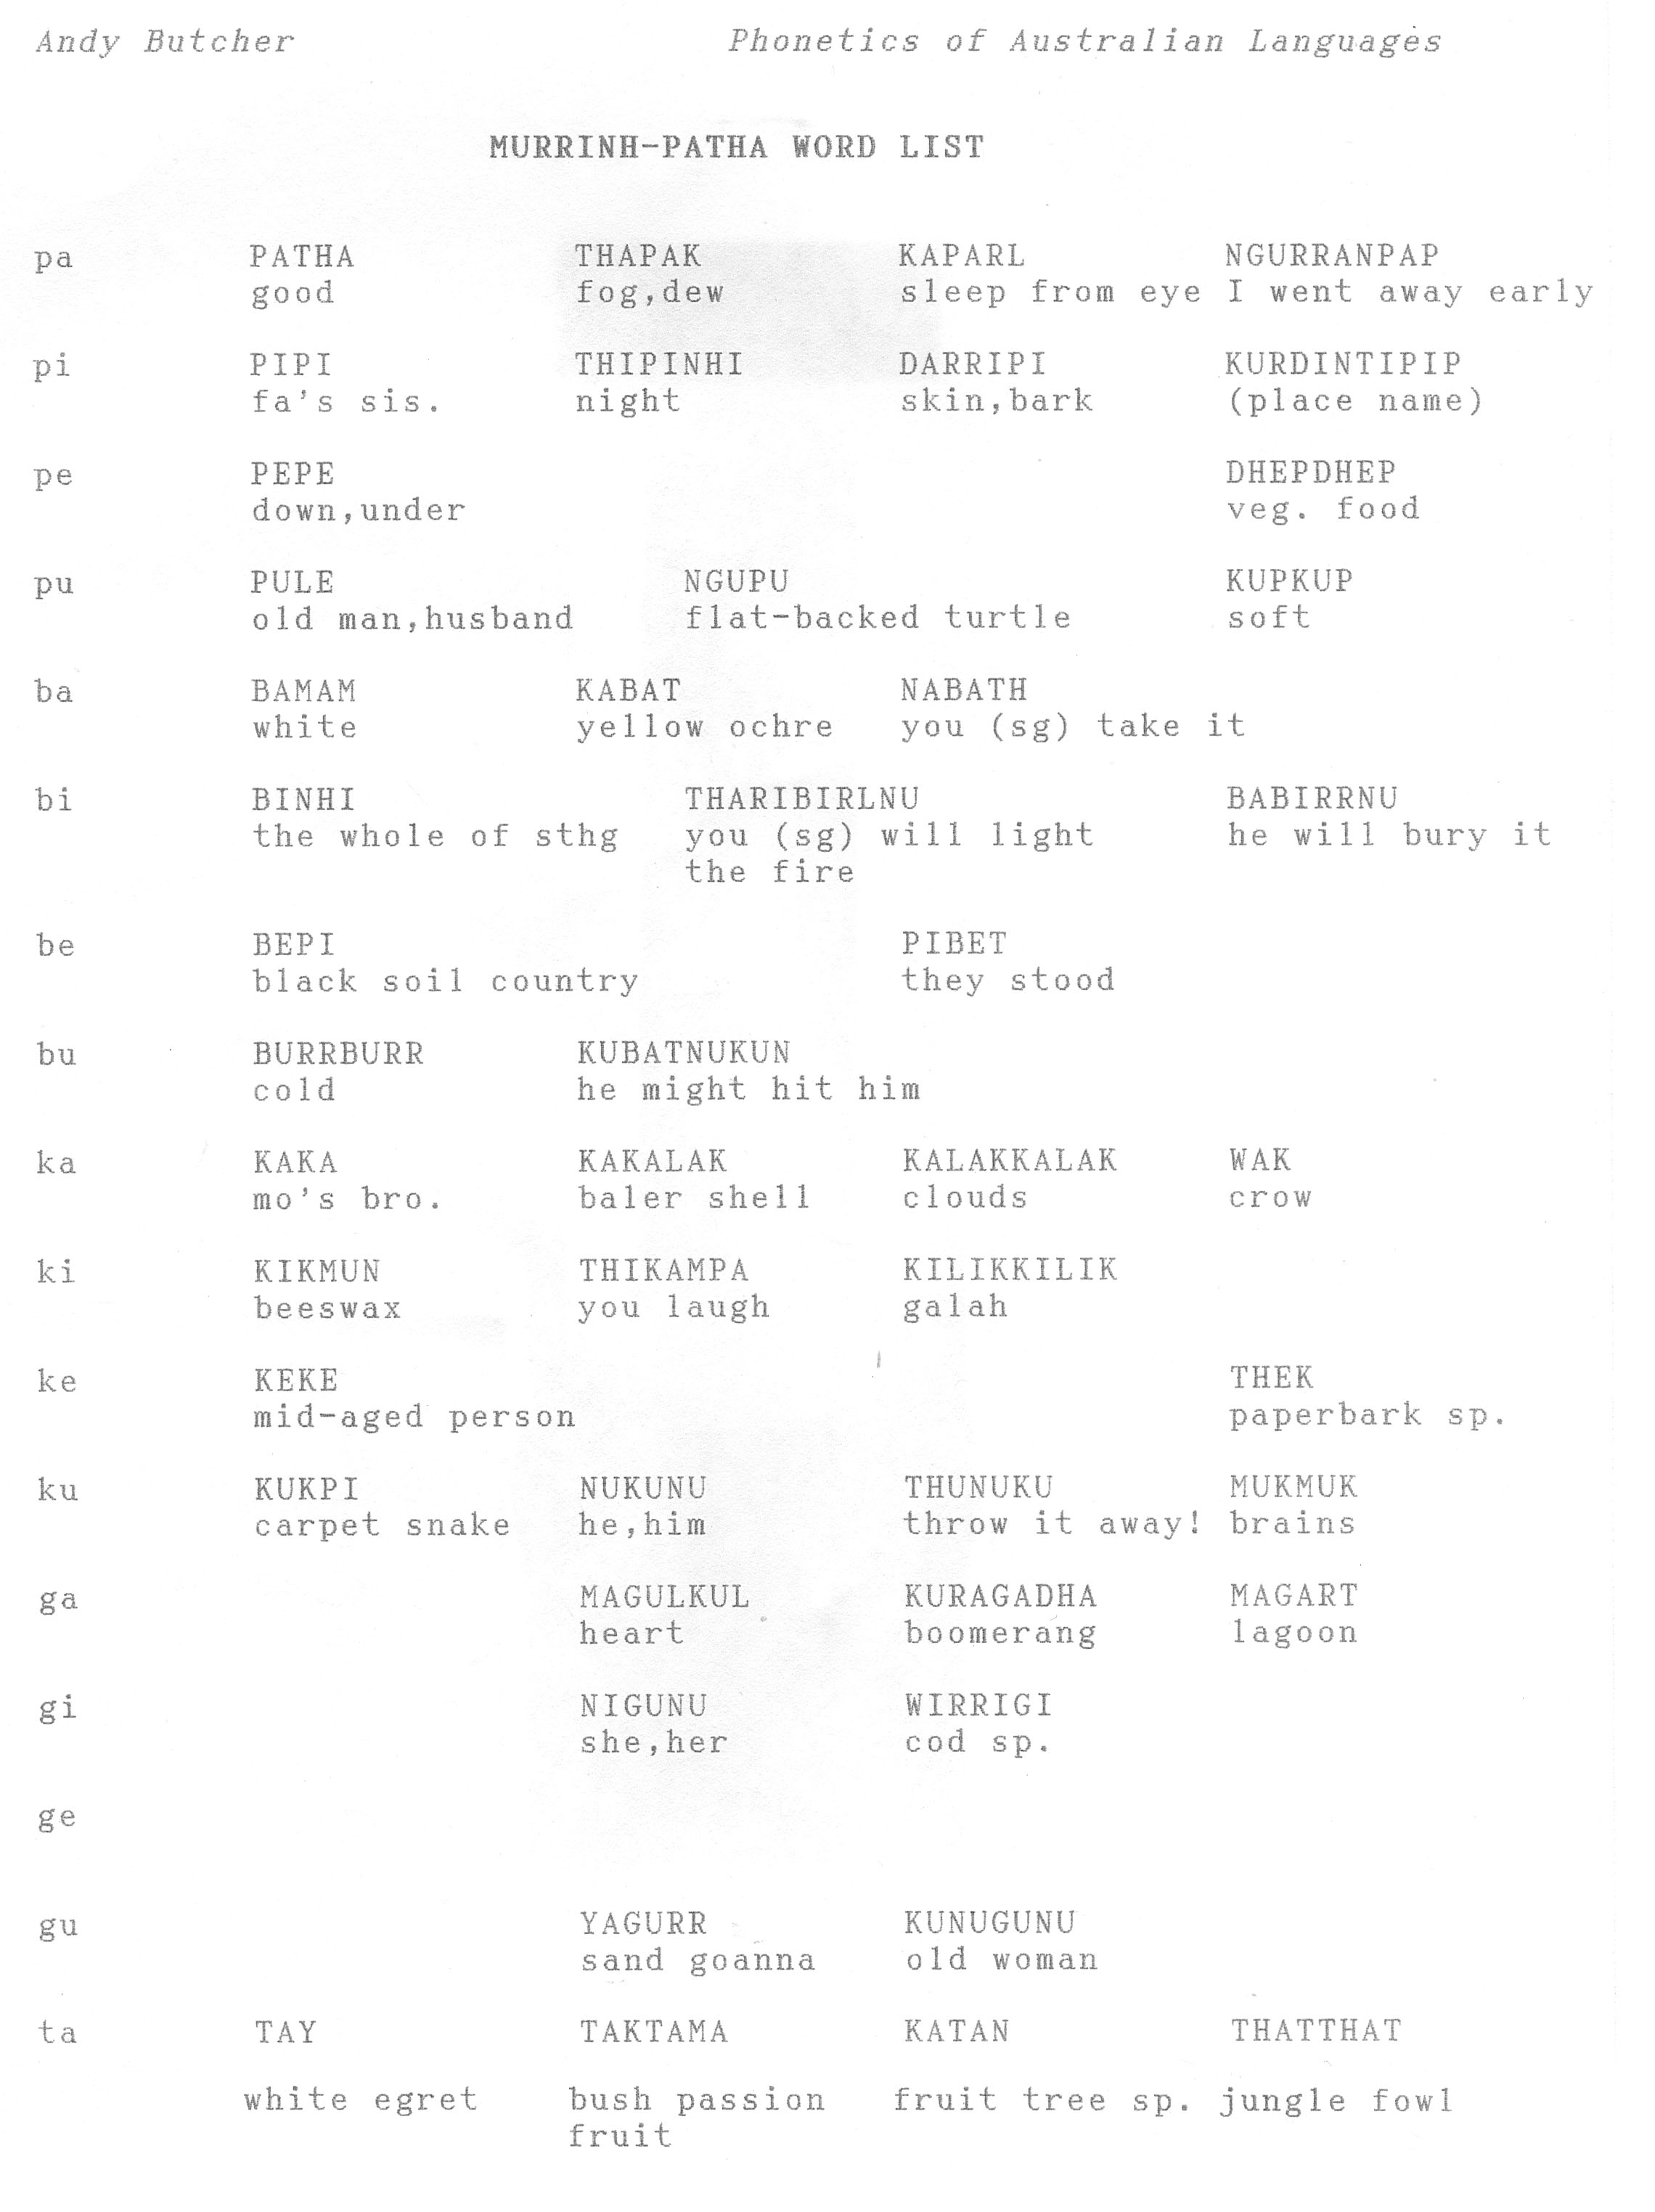 Andy Butcher Phonetics of Australian Languages
MURRINH-PATHA WORD LIST
pa PATHA THAPAK KAPARL NGURRANPAP
good fog,dew sleep from eye I went away early
pi PIPI THIPINHI DARRIPI KURDINTIPIP
fa's sis. night skin,bark (place name)
pe PEPE DHEPDHEP
down,under veg. food
pu PULE NGUPU KUPKUP
old man,husband flat-backed turtle soft
ba BAMAM KABAT NABATH
white yellow ochre you (sg) take it
bi BINHI THARIBIRLNU BABIRRNU
the whole of sthg you (sg) will light he will bury it
the fire
be BEPI PIBET
black soil country they stood
bu BURRBURR KUBATNUKUN
cold he might hit him
ka KAKA KAKALAK KALAKKALAK WAK
mo's bro. baler shell clouds crow
ki KIKMUN THIKAMPA KILIKKILIK
beeswax you laugh galah
ke KEKE THEK
mid-aged person paperbark sp.
ku KUKPI NUKUNU THUNUKU MUKMUK
carpet snake he,him throw it away! brains
ga MAGULKUL KURAGADHA MAGART
heart boomerang lagoon
gi NIGUNU WIRRIGI
she,her cod sp.
ge
gu YAGURR KUNUGUNU
sand goanna old woman
ta TAY TAKTAMA KATAN THATTHAT
white egret bush passion fruit tree sp. jungle fowl
fruit